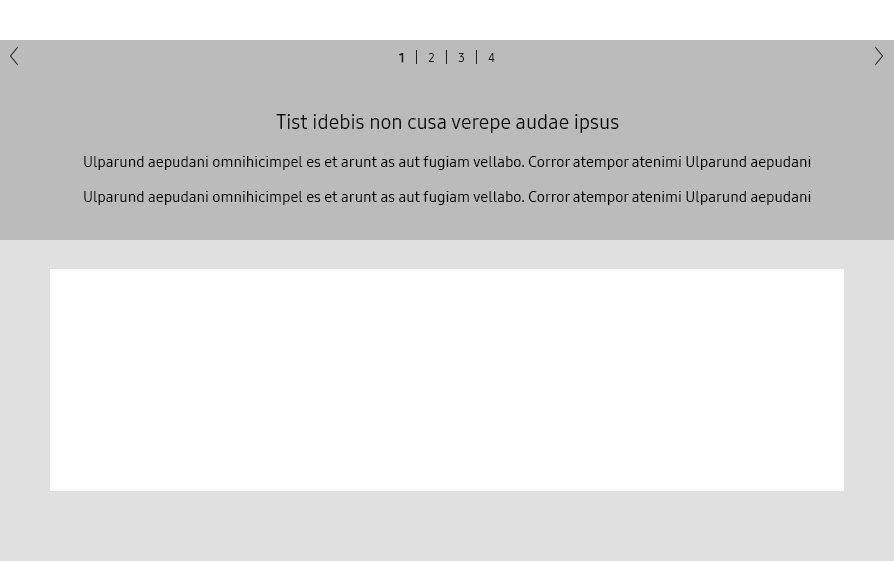 1 | 2 | 3 | 4
Tist idebis non cusa verepe audae ipsus
Ulparund aepudani omnihicimpel es et arunt as aut fugiam vellabo. Corror atempor atenimi Ulparund aepudani
Ulparund aepudani omnihicimpel es et arunt as aut fugiam vellabo. Corror atempor atenimi Ulparund aepudani